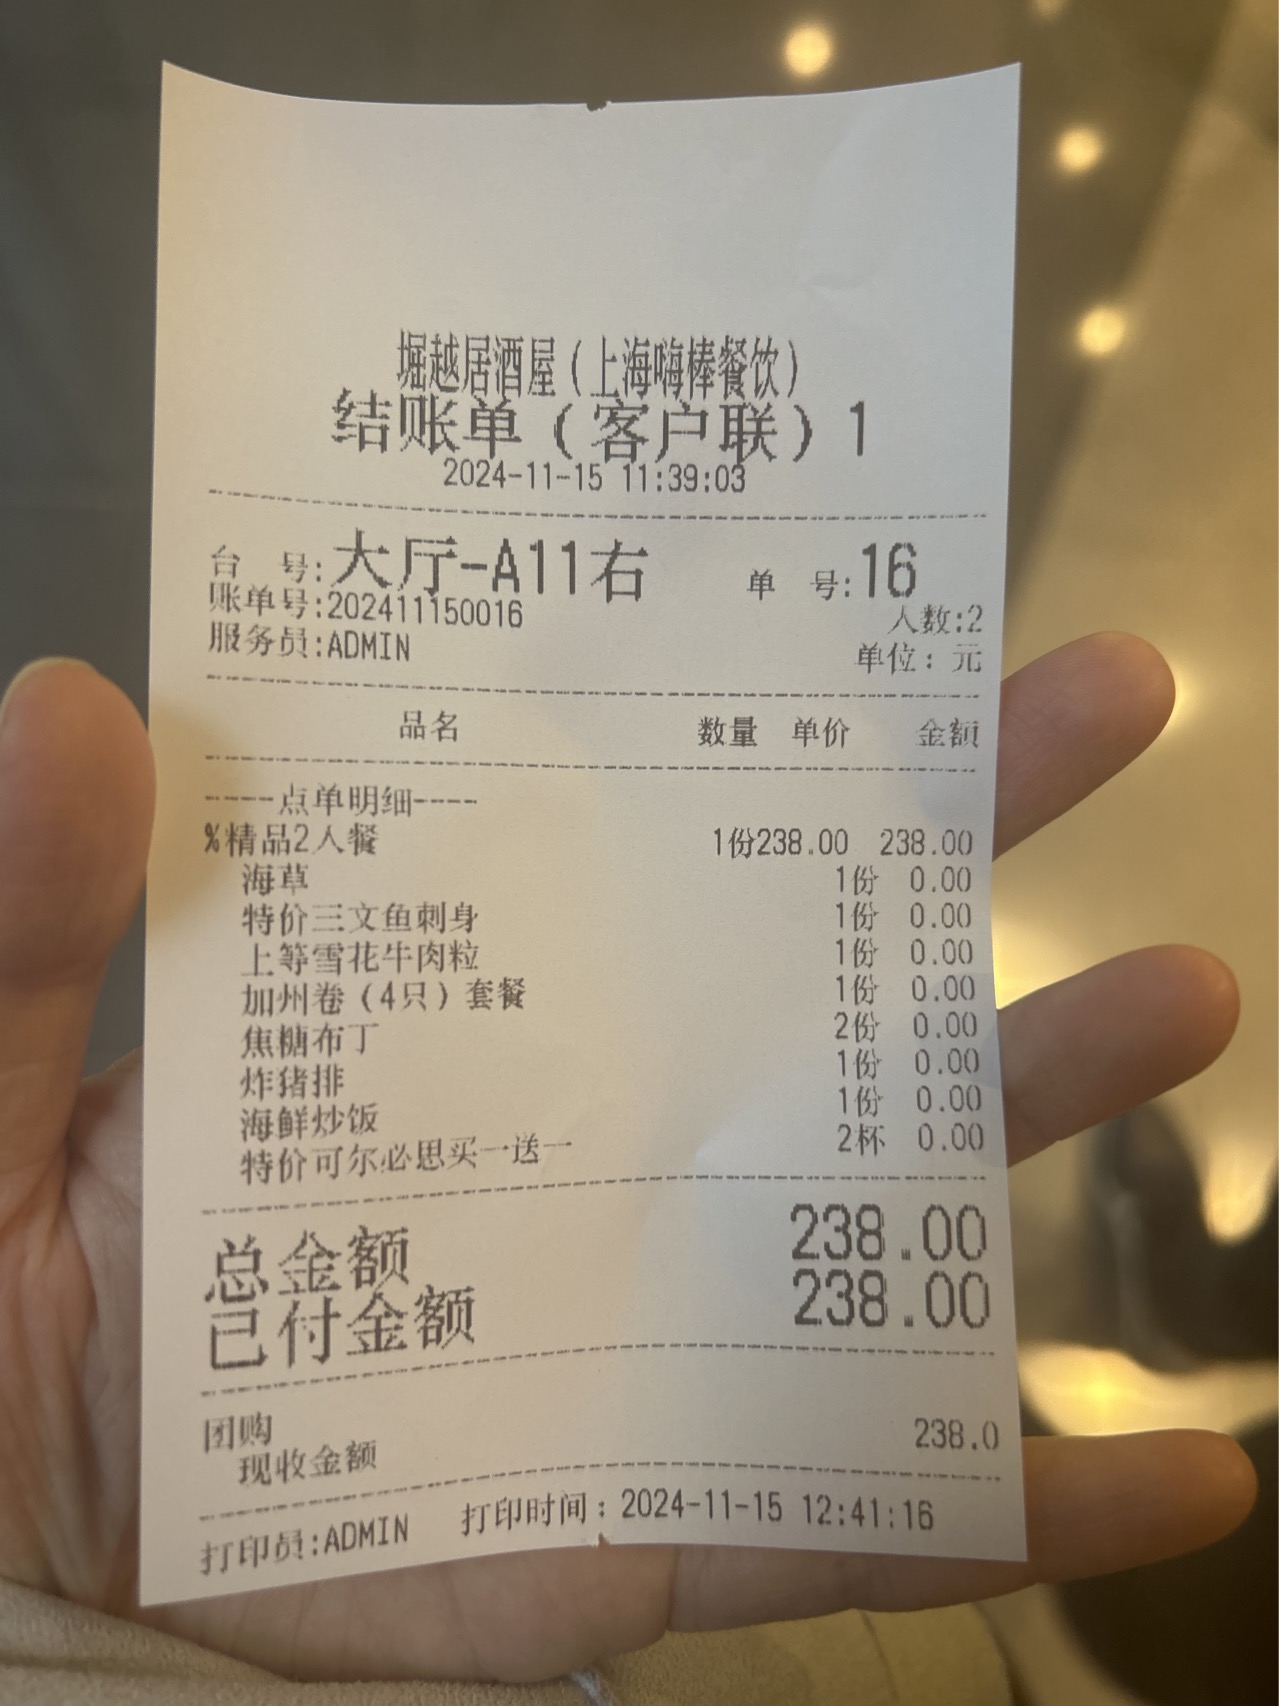 堀越居酒屋（上海嗨棒餐饮）
结账单（客户联）1
2024-11-15 11:39:03
台 号:大厅-A11右 单 号:16
账单号:202411150016 人数:2
服务员:ADMIN 单位：元
品名 数量 单价 金额
----点单明细----
%精品2人餐 1份238.00 238.00
海草 1份 0.00
特价三文鱼刺身 1份 0.00
上等雪花牛肉粒 1份 0.00
加州卷（4只）套餐 1份 0.00
焦糖布丁 2份 0.00
炸猪排 1份 0.00
海鲜炒饭 1份 0.00
特价可尔必思买一送一 2杯 0.00
总金额 238.00
已付金额 238.00
团购 238.0
现收金额
打印员:ADMIN 打印时间：2024-11-15 12:41:16